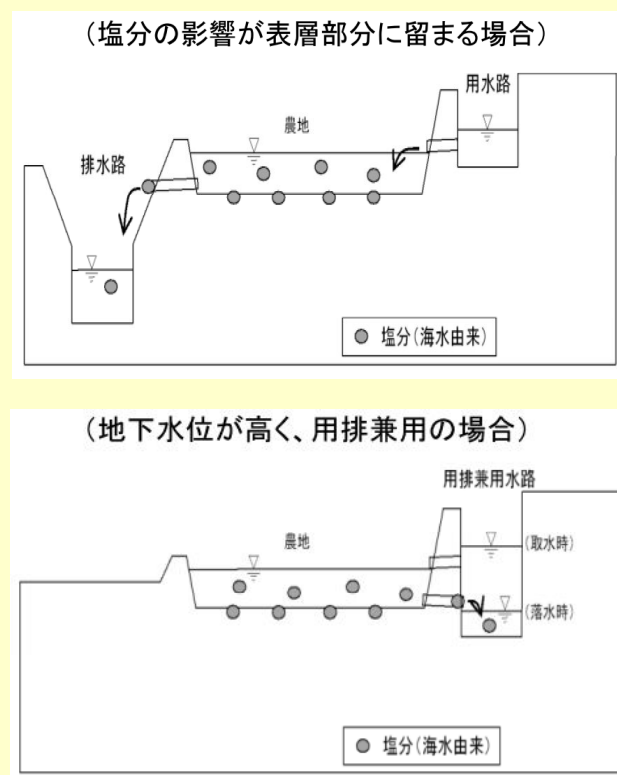 (塩分の影響が表層部分に留まる場合)
用水路
農地
排水路
塩分(海水由来)
(地下水位が高く、用排兼用の場合)
用排兼用水路
農地
(取水時)
(落水時)
塩分(海水由来)